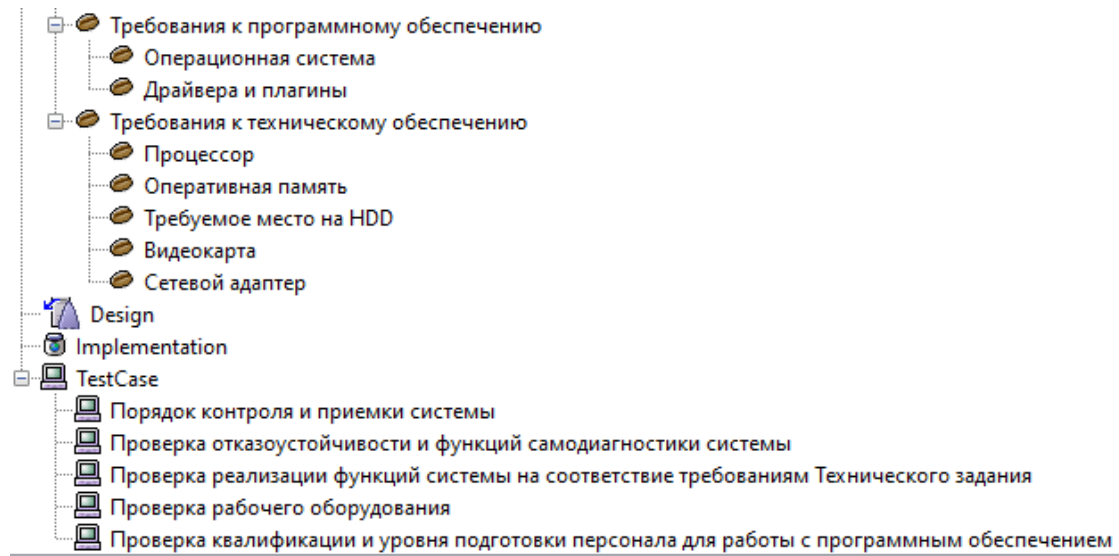 Требования к программному обеспечению
Операционная система
Драйвера и плагины
Требования к техническому обеспечению
Процессор
Оперативная память
Требуемое место на HDD
Видеокарта
Сетевой адаптер
Design
Implementation
TestCase
Порядок контроля и приемки системы
Проверка отказоустойчивости и функций самодиагностики системы
Проверка реализации функций системы на соответствие требованиям Технического задания
Проверка рабочего оборудования
Проверка квалификации и уровня подготовки персонала для работы с программным обеспечением